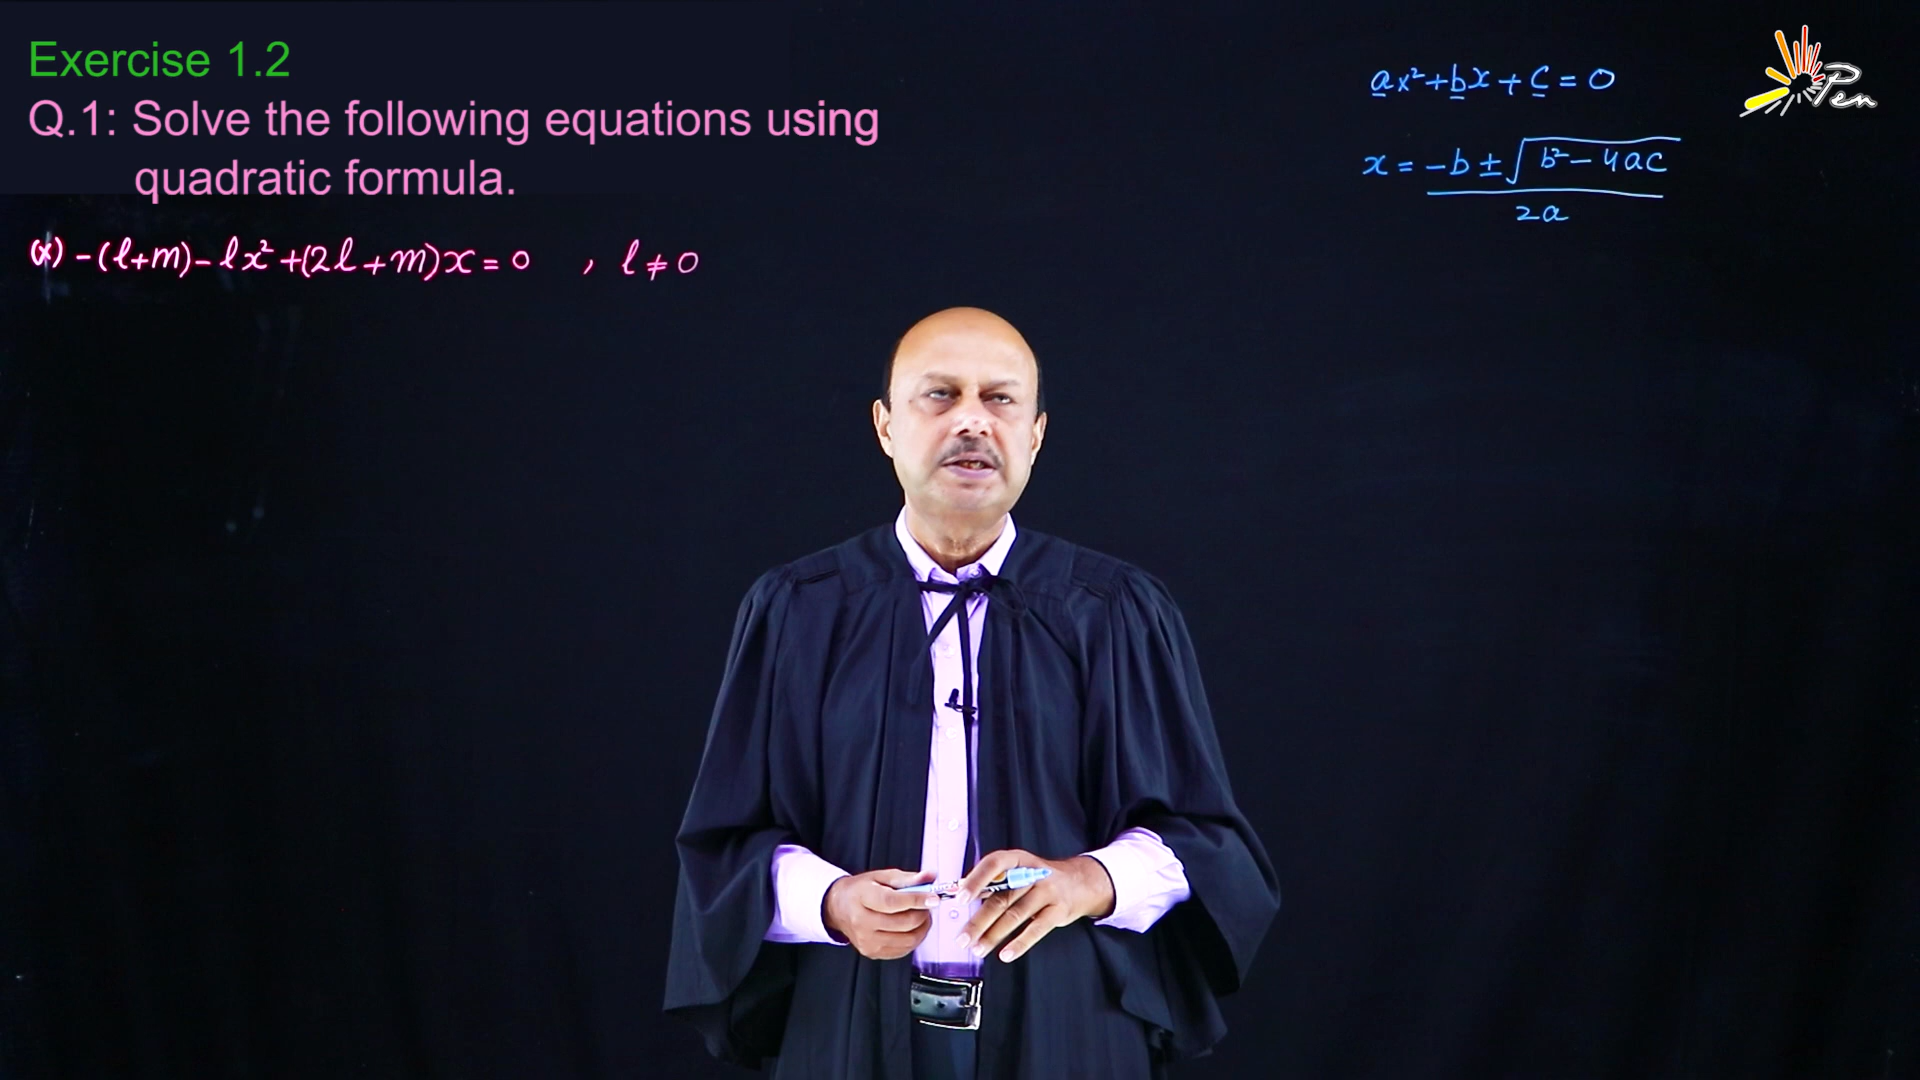 Exercise 1.2
Q.1: Solve the following equations using
quadratic formula.
(x) -(l+m)-lx²+(2l+m)x=0 , l≠0
ax²+bx+c=0
x = -b ± √b²-4ac
2a
Pen